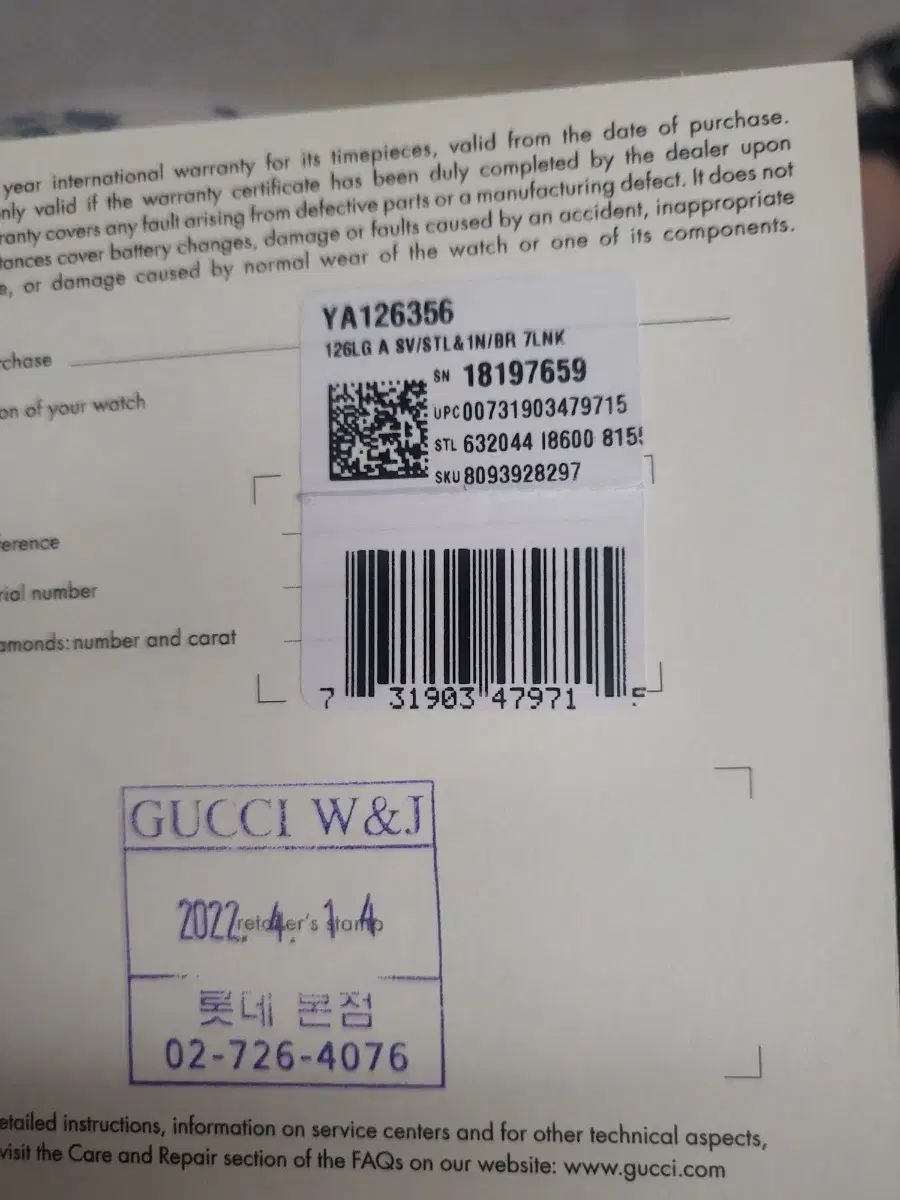 year international warranty for its timepieces, valid from the date of purchase.
only valid if the warranty certificate has been duly completed by the dealer upon
ranty covers any fault arising from defective parts or a manufacturing defect. It does not
tances cover battery changes, damage or faults caused by an accident, inappropriate
e, or damage caused by normal wear of the watch or one of its components.
YA126356
126LG A SV/STL&1N/BR 7LNK
SN 18197659
UPC 00731903479715
STL 632044 I8600 815
SKU 8093928297
rchase
on of your watch
erence
rial number
amonds: number and carat
7 31903 47971 5
GUCCI W&J
2022. 4. 14
retailer's stamp
롯데 본점
02-726-4076
etailed instructions, information on service centers and for other technical aspects,
visit the Care and Repair section of the FAQs on our website: www.gucci.com